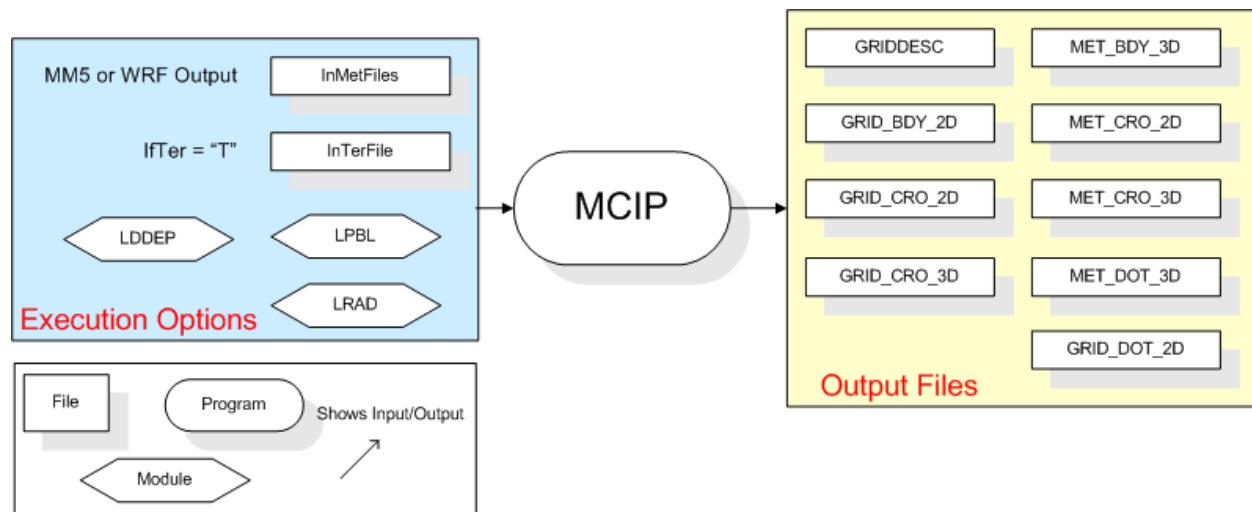 MM5 or WRF Output
InMetFiles
IfTer = “T”
InTerFile
LDDEP
LPBL
LRAD
Execution Options
MCIP
GRIDDESC
MET_BDY_3D
GRID_BDY_2D
MET_CRO_2D
GRID_CRO_2D
MET_CRO_3D
GRID_CRO_3D
MET_DOT_3D
GRID_DOT_2D
Output Files
File
Program
Shows Input/Output
Module